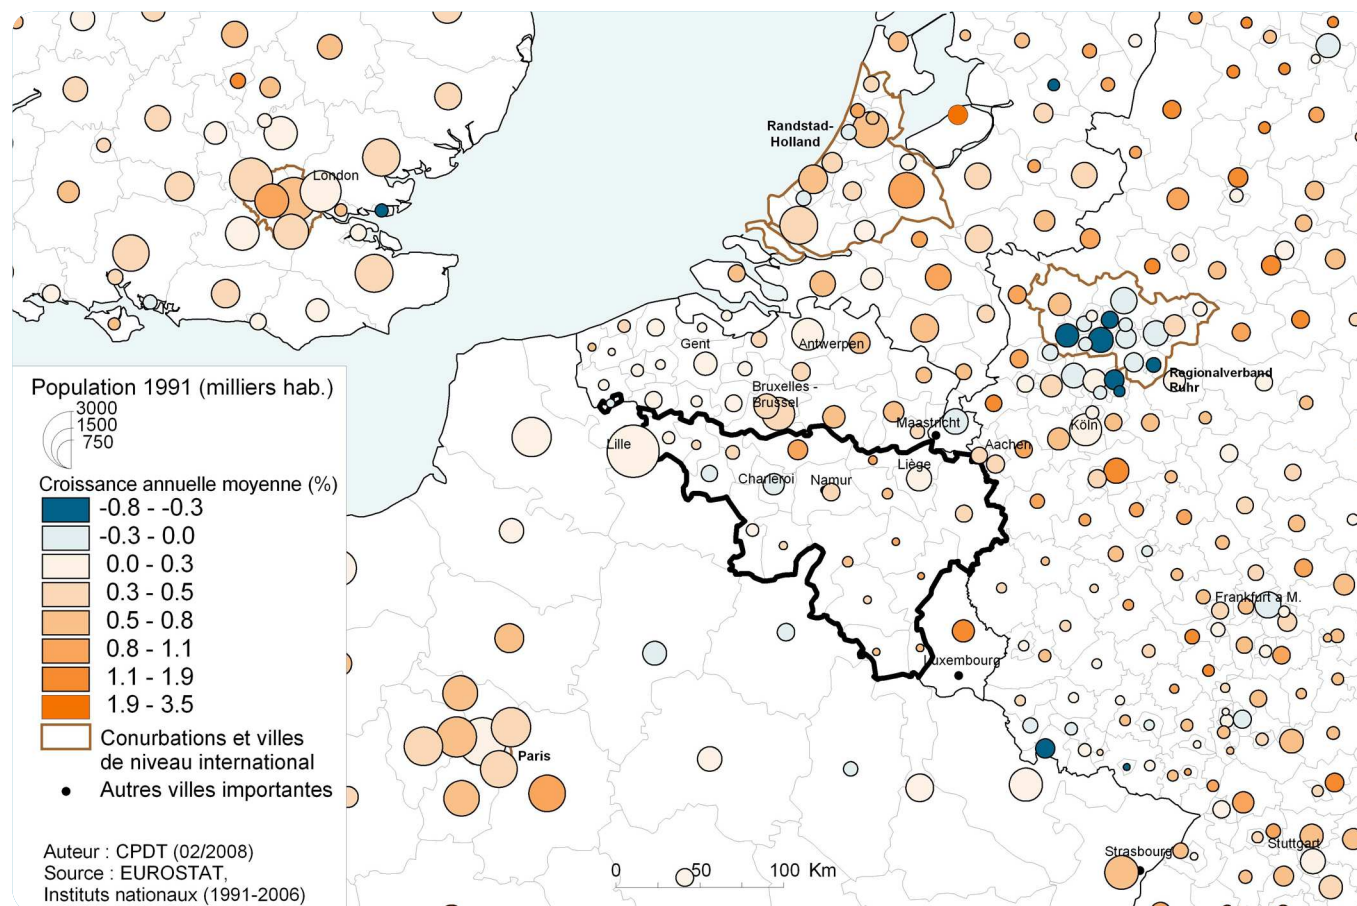 London
Randstad-
Holland
Gent
Antwerpen
Bruxelles -
Brussel
Regionalverband
Ruhr
Lille
Maastricht
Köln
Aachen
Charleroi
Namur
Liège
Frankfurt a M.
Luxembourg
Paris
Strasbourg
Stuttgart
Population 1991 (milliers hab.)
3000
1500
750
Croissance annuelle moyenne (%)
-0.8 - -0.3
-0.3 - 0.0
0.0 - 0.3
0.3 - 0.5
0.5 - 0.8
0.8 - 1.1
1.1 - 1.9
1.9 - 3.5
Conurbations et villes
de niveau international
Autres villes importantes
Auteur : CPDT (02/2008)
Source : EUROSTAT,
Instituts nationaux (1991-2006)
0 50 100 Km